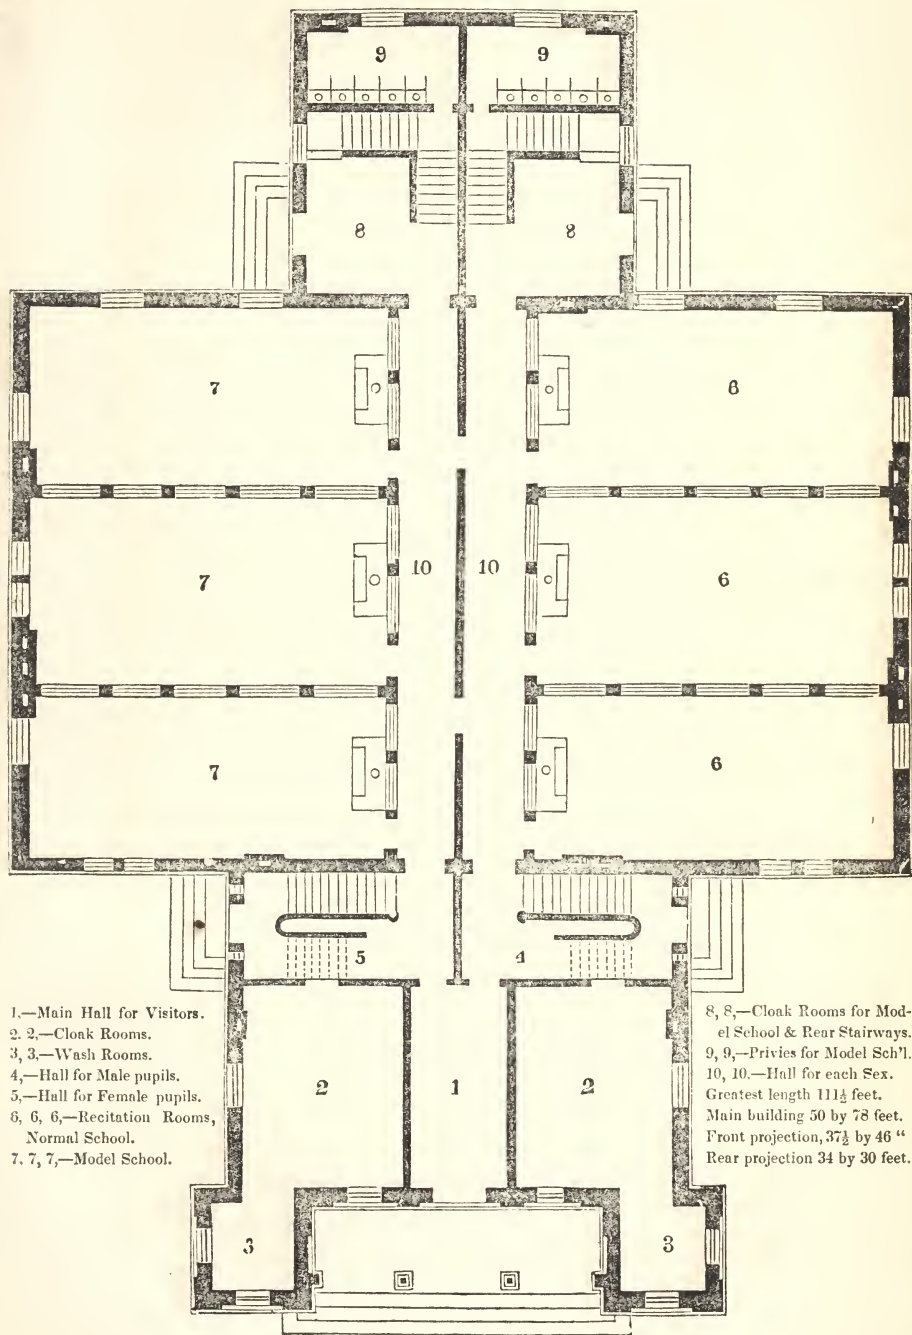 9 9
8 8
7 6
7 10 10 6
7 6
5 4
1.—Main Hall for Visitors.
2. 2,—Cloak Rooms.
3, 3.—Wash Rooms.
4,—Hall for Male pupils.
5,—Hall for Female pupils.
6, 6, 6,—Recitation Rooms,
Normal School.
7. 7, 7,—Model School.
2 1 2
3 3
8, 8,—Cloak Rooms for Mod-
el School & Rear Stairways.
9, 9,—Privies for Model Sch'l.
10, 10.—Hall for each Sex.
Greatest length 111½ feet.
Main building 50 by 78 feet.
Front projection, 37½ by 46 “
Rear projection 34 by 30 feet.